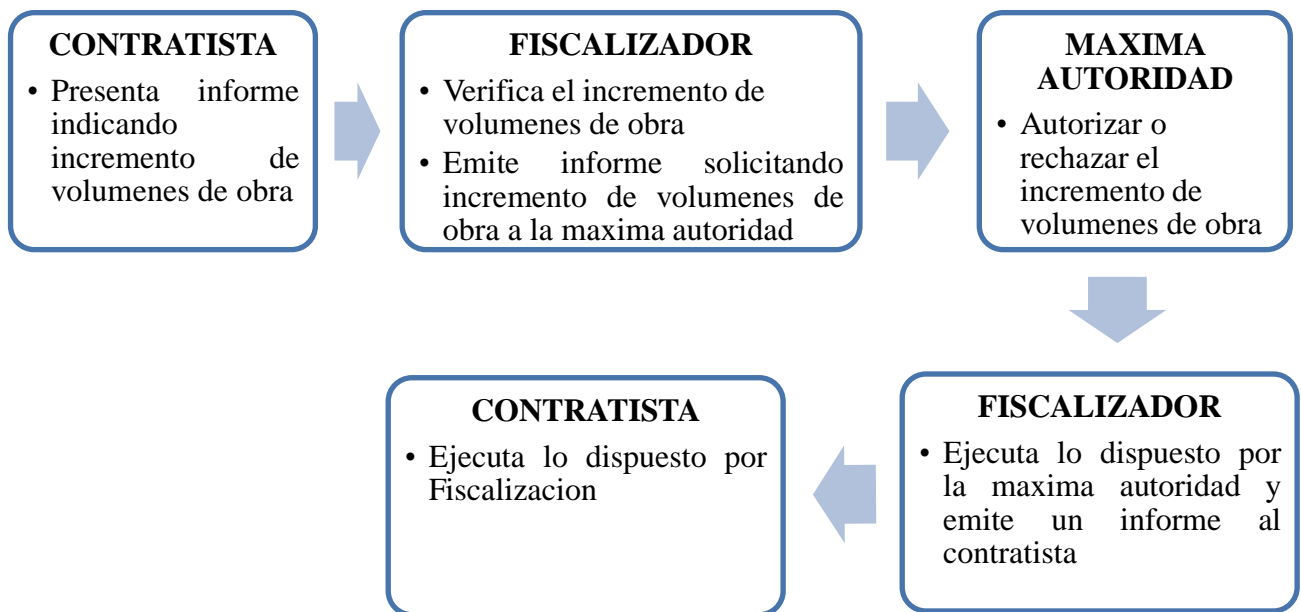 CONTRATISTA
• Presenta informe
indicando
incremento de
volumenes de obra
FISCALIZADOR
• Verifica el incremento de
volumenes de obra
• Emite informe solicitando
incremento de volumenes de
obra a la maxima autoridad
MAXIMA
AUTORIDAD
• Autorizar o
rechazar el
incremento de
volumenes de obra
FISCALIZADOR
• Ejecuta lo dispuesto por
la maxima autoridad y
emite un informe al
contratista
CONTRATISTA
• Ejecuta lo dispuesto por
Fiscalizacion